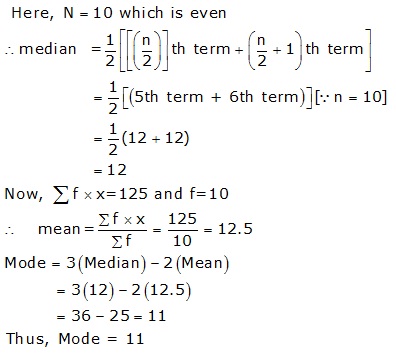 Here, N = 10 which is even
∴ median = 1/2 [[(n/2)] th term + (n/2 + 1) th term]
= 1/2 [(5th term + 6th term)] [∵ n = 10]
= 1/2 (12 + 12)
= 12
Now, ∑ f × x=125 and f=10
∴ mean = ∑f × x / ∑f = 125/10 = 12.5
Mode = 3(Median) – 2(Mean)
= 3(12) – 2(12.5)
= 36 – 25 = 11
Thus, Mode = 11